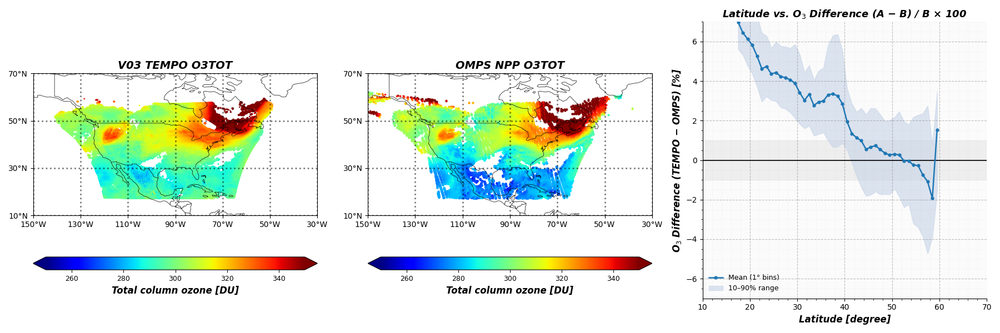 V03 TEMPO O3TOT
70°N
50°N
30°N
10°N
150°W 130°W 110°W 90°W 70°W 50°W 30°W
260 280 300 320 340
Total column ozone [DU]
OMPS NPP O3TOT
70°N
50°N
30°N
10°N
150°W 130°W 110°W 90°W 70°W 50°W 30°W
260 280 300 320 340
Total column ozone [DU]
Latitude vs. O₃ Difference (A − B) / B × 100
O₃ Difference (TEMPO − OMPS) [%]
6
4
2
0
−2
−4
−6
Mean (1° bins)
10–90% range
10 20 30 40 50 60 70
Latitude [degree]